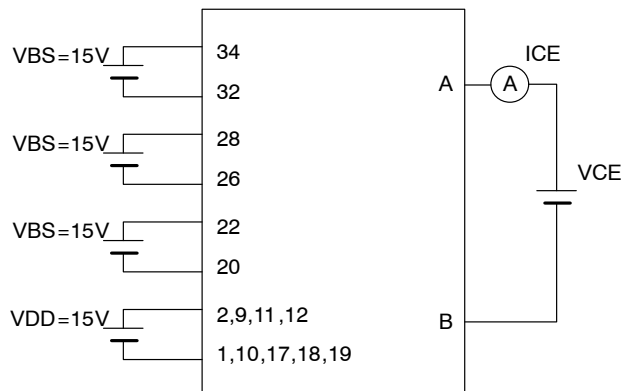 VBS=15V
34
32
VBS=15V
28
26
VBS=15V
22
20
VDD=15V
2,9,11,12
1,10,17,18,19
A
ICE
A
VCE
B